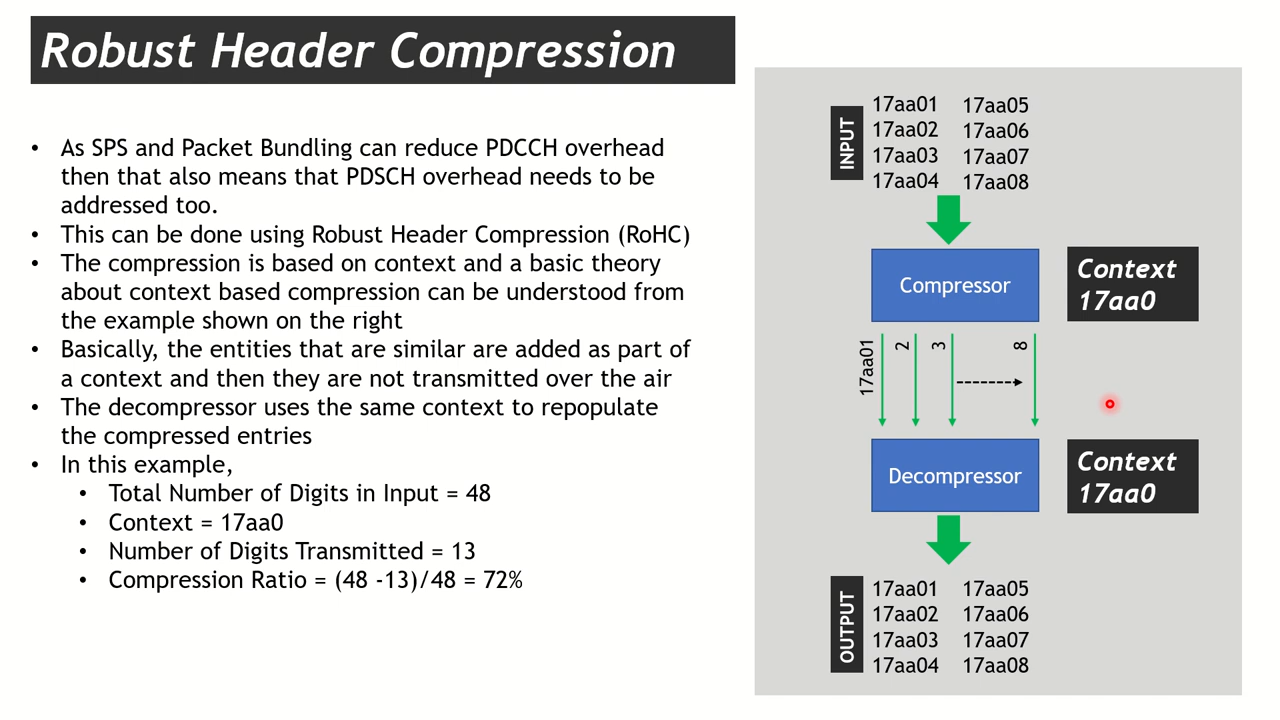 Robust Header Compression
• As SPS and Packet Bundling can reduce PDCCH overhead
then that also means that PDSCH overhead needs to be
addressed too.
• This can be done using Robust Header Compression (RoHC)
• The compression is based on context and a basic theory
about context based compression can be understood from
the example shown on the right
• Basically, the entities that are similar are added as part of
a context and then they are not transmitted over the air
• The decompressor uses the same context to repopulate
the compressed entries
• In this example,
• Total Number of Digits in Input = 48
• Context = 17aa0
• Number of Digits Transmitted = 13
• Compression Ratio = (48 -13)/48 = 72%
INPUT
17aa01 17aa05
17aa02 17aa06
17aa03 17aa07
17aa04 17aa08
Compressor
Context
17aa0
17aa01
2
3
8
Decompressor
Context
17aa0
OUTPUT
17aa01 17aa05
17aa02 17aa06
17aa03 17aa07
17aa04 17aa08